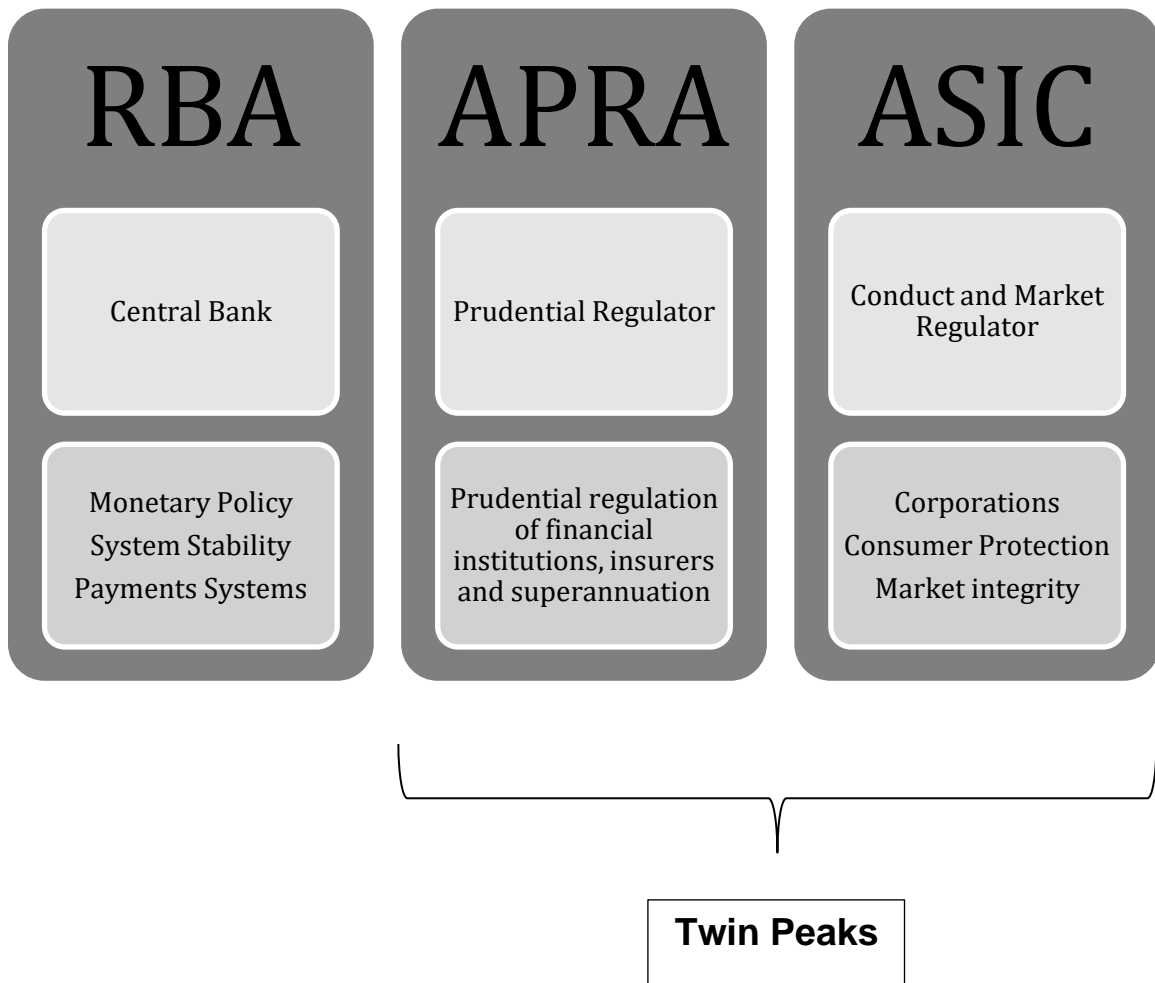 RBA
Central Bank
Monetary Policy
System Stability
Payments Systems
APRA
Prudential Regulator
Prudential regulation
of financial
institutions, insurers
and superannuation
ASIC
Conduct and Market
Regulator
Corporations
Consumer Protection
Market integrity
Twin Peaks